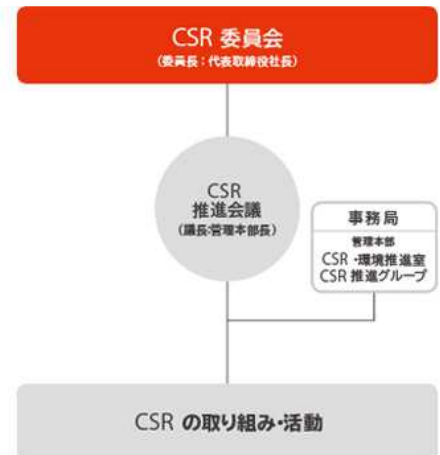 CSR 委員会
(委員長：代表取締役社長)
CSR
推進会議
(議長:管理本部長)
事務局
管理本部
CSR ・環境推進室
CSR 推進グループ
CSR の取り組み・活動